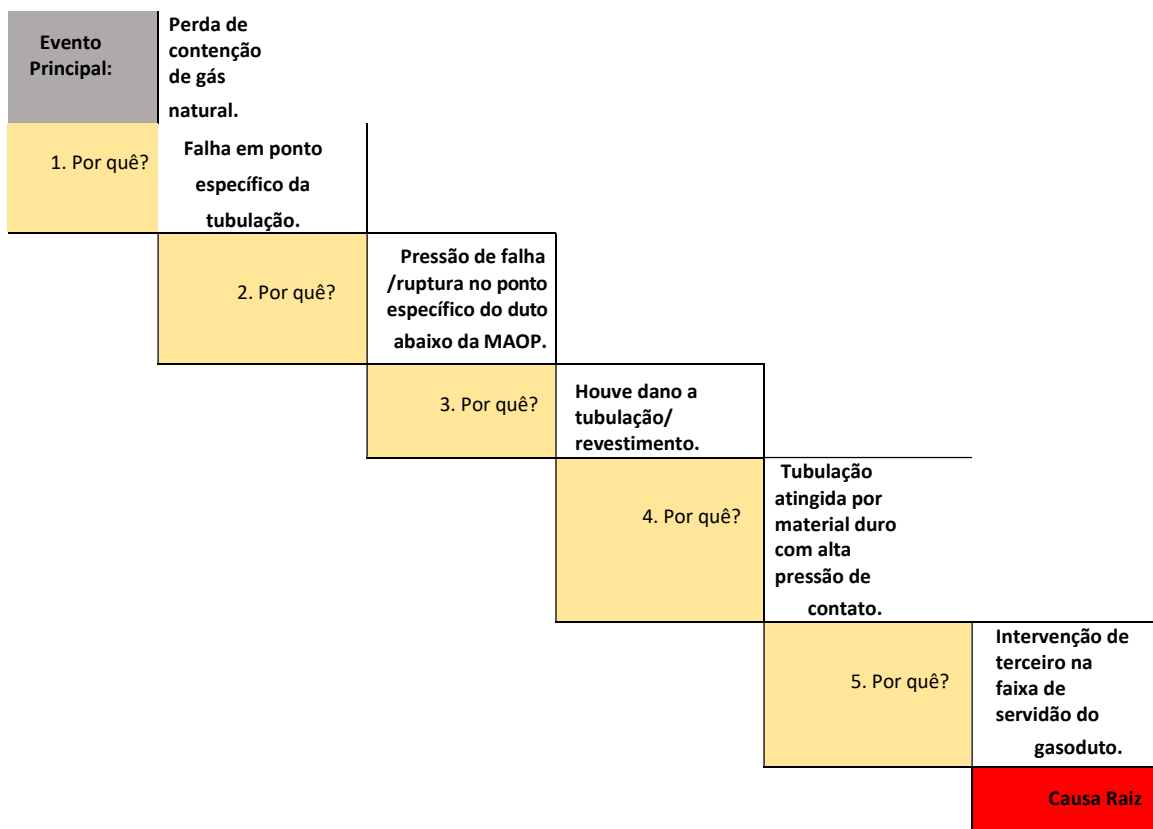 Evento
Principal:
Perda de
contenção
de gás
natural.
1. Por quê?
Falha em ponto
específico da
tubulação.
2. Por quê?
Pressão de falha
/ruptura no ponto
específico do duto
abaixo da MAOP.
3. Por quê?
Houve dano a
tubulação/
revestimento.
4. Por quê?
Tubulação
atingida por
material duro
com alta
pressão de
contato.
5. Por quê?
Intervenção de
terceiro na
faixa de
servidão do
gasoduto.
Causa Raiz